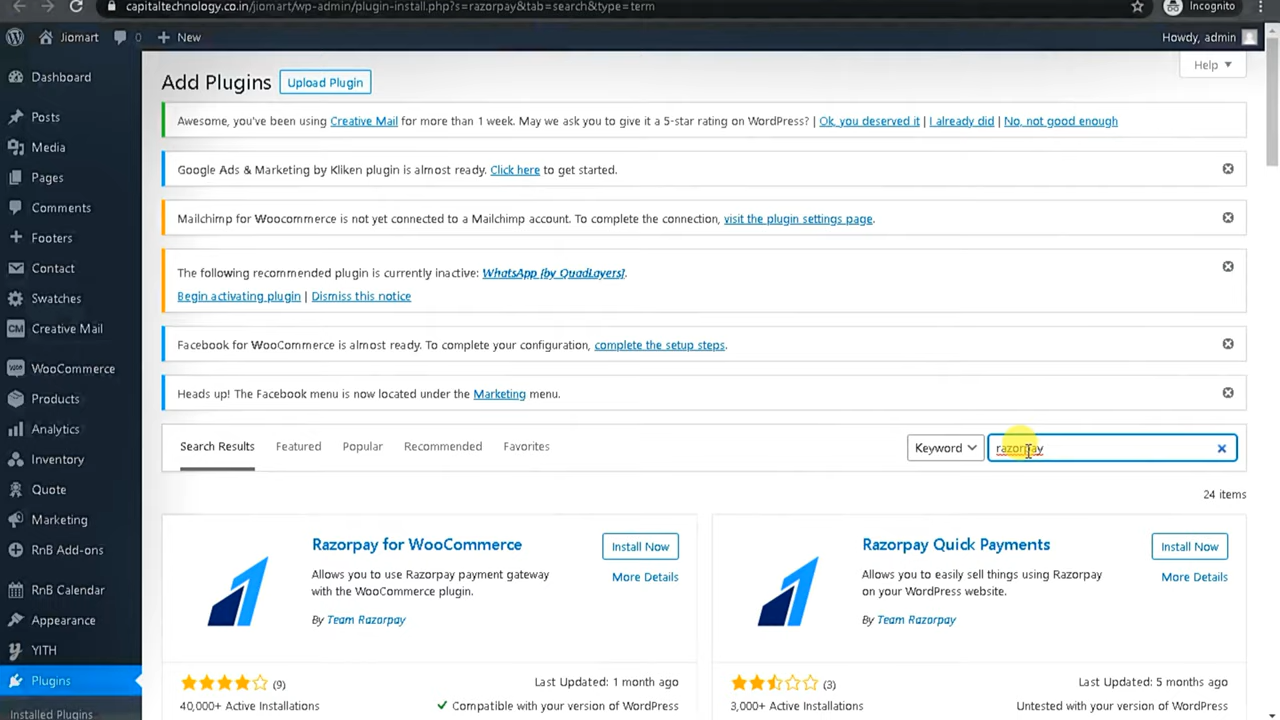 capitaltechnology.co.in/jiomart/wp-admin/plugin-install.php?s=razorpay&tab=search&type=term
Incognito
Jiomart
0
New
Howdy, admin
Dashboard
Posts
Media
Pages
Comments
Footers
Contact
Swatches
CM Creative Mail
WooCommerce
Products
Analytics
Inventory
Quote
Marketing
RnB Add-ons
RnB Calendar
Appearance
YITH
Plugins
Installed Plugins
Add Plugins
Upload Plugin
Help
Awesome, you've been using Creative Mail for more than 1 week. May we ask you to give it a 5-star rating on WordPress? | Ok, you deserved it | I already did | No, not good enough
Google Ads & Marketing by Kliken plugin is almost ready. Click here to get started.
Mailchimp for Woocommerce is not yet connected to a Mailchimp account. To complete the connection, visit the plugin settings page.
The following recommended plugin is currently inactive: WhatsApp [by QuadLayers].
Begin activating plugin | Dismiss this notice
Facebook for WooCommerce is almost ready. To complete your configuration, complete the setup steps.
Heads up! The Facebook menu is now located under the Marketing menu.
Search Results
Featured
Popular
Recommended
Favorites
Keyword
razorpay
24 items
Razorpay for WooCommerce
Install Now
Allows you to use Razorpay payment gateway
with the WooCommerce plugin.
More Details
By Team Razorpay
(9)
Last Updated: 1 month ago
40,000+ Active Installations
Compatible with your version of WordPress
Razorpay Quick Payments
Install Now
Allows you to easily sell things using Razorpay
on your WordPress website.
More Details
By Team Razorpay
(3)
Last Updated: 5 months ago
3,000+ Active Installations
Untested with your version of WordPress